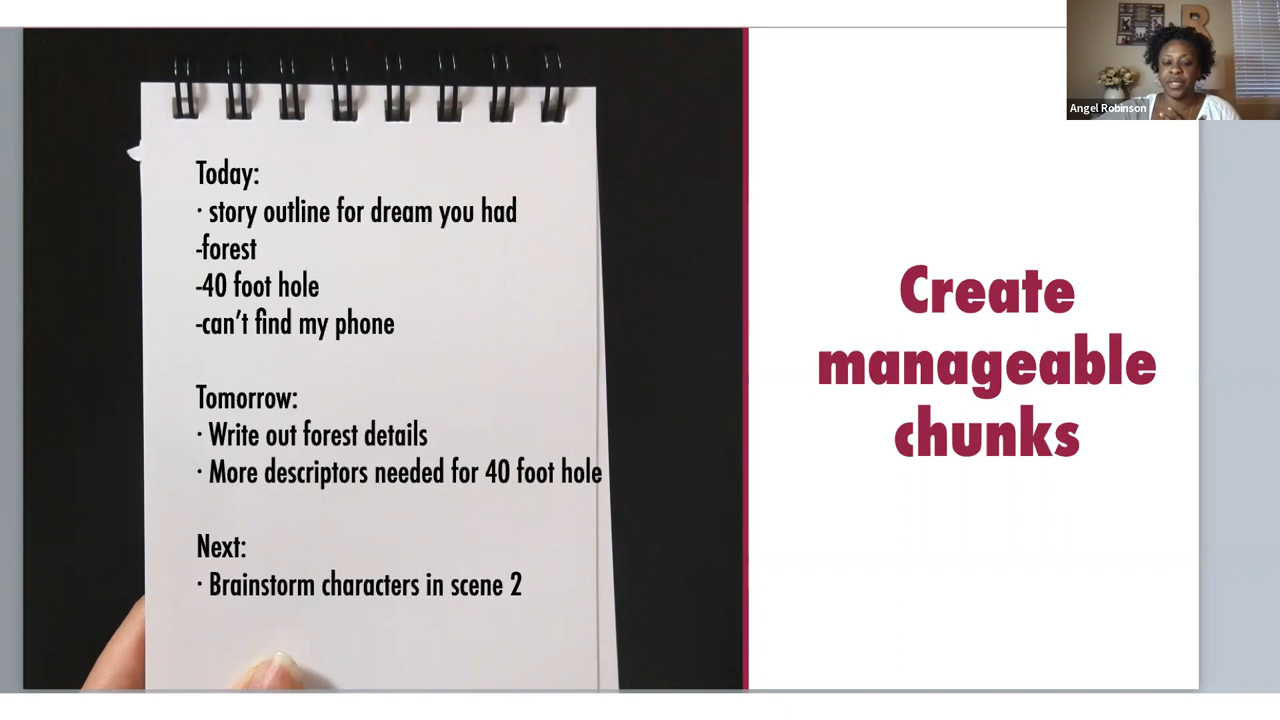 Today:
· story outline for dream you had
-forest
-40 foot hole
-can’t find my phone
Tomorrow:
· Write out forest details
· More descriptors needed for 40 foot hole
Next:
· Brainstorm characters in scene 2
Create
manageable
chunks
R
Angel Robinson